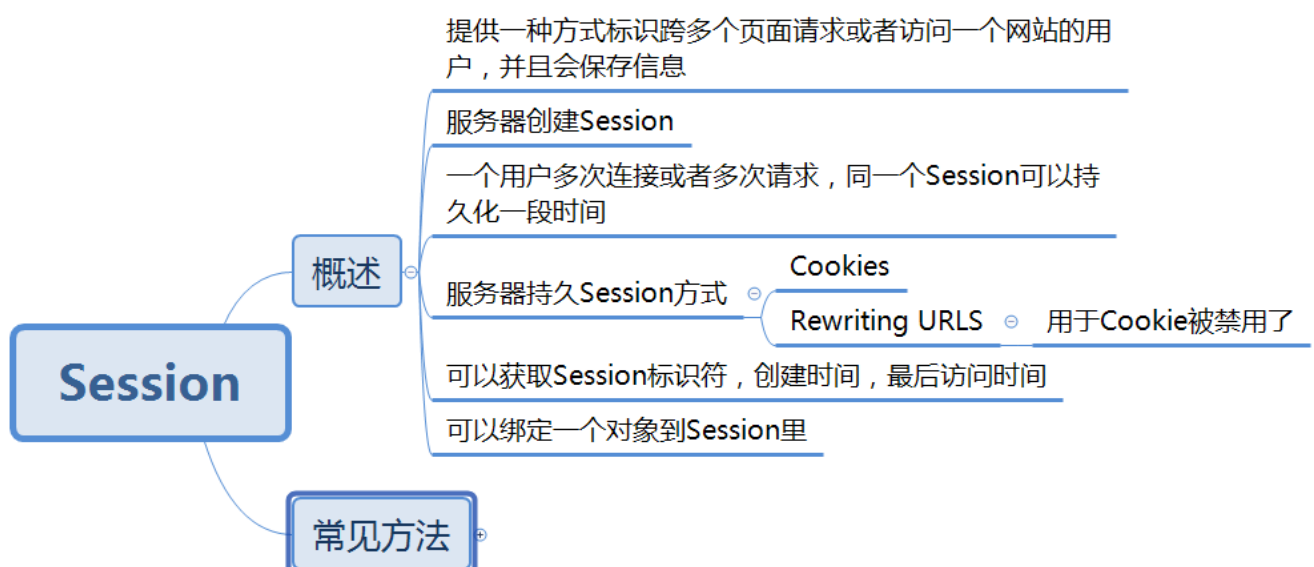 提供一种方式标识跨多个页面请求或者访问一个网站的用
户，并且会保存信息
服务器创建Session
一个用户多次连接或者多次请求，同一个Session可以持
久化一段时间
概述
服务器持久Session方式
Cookies
Rewriting URLS
用于Cookie被禁用了
Session
可以获取Session标识符，创建时间，最后访问时间
可以绑定一个对象到Session里
常见方法